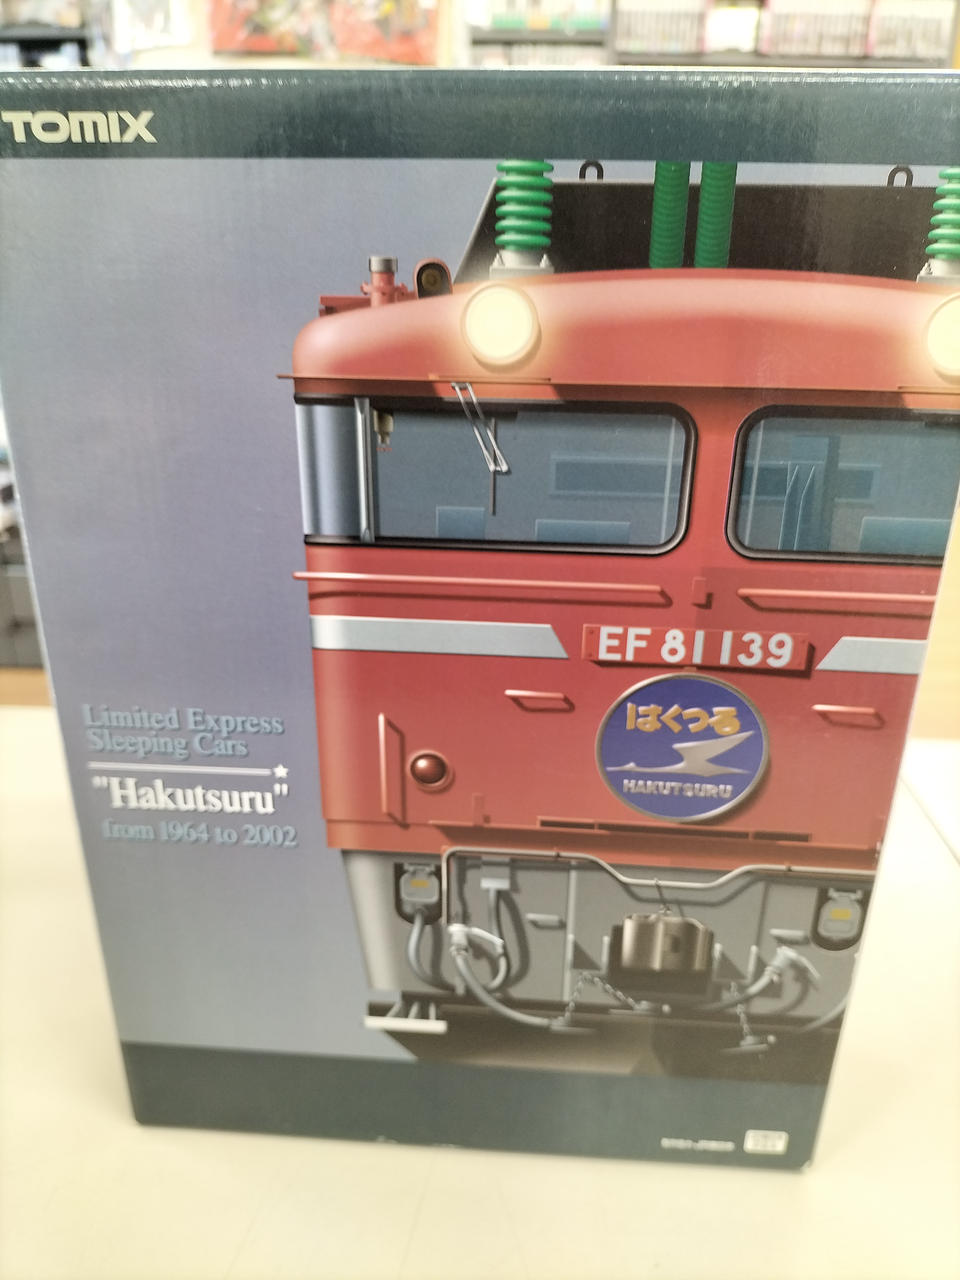 TOMIX
EF 81 139
はくつる
HAKUTSURU
Limited Express
Sleeping Cars
"Hakutsuru"
from 1964 to 2002